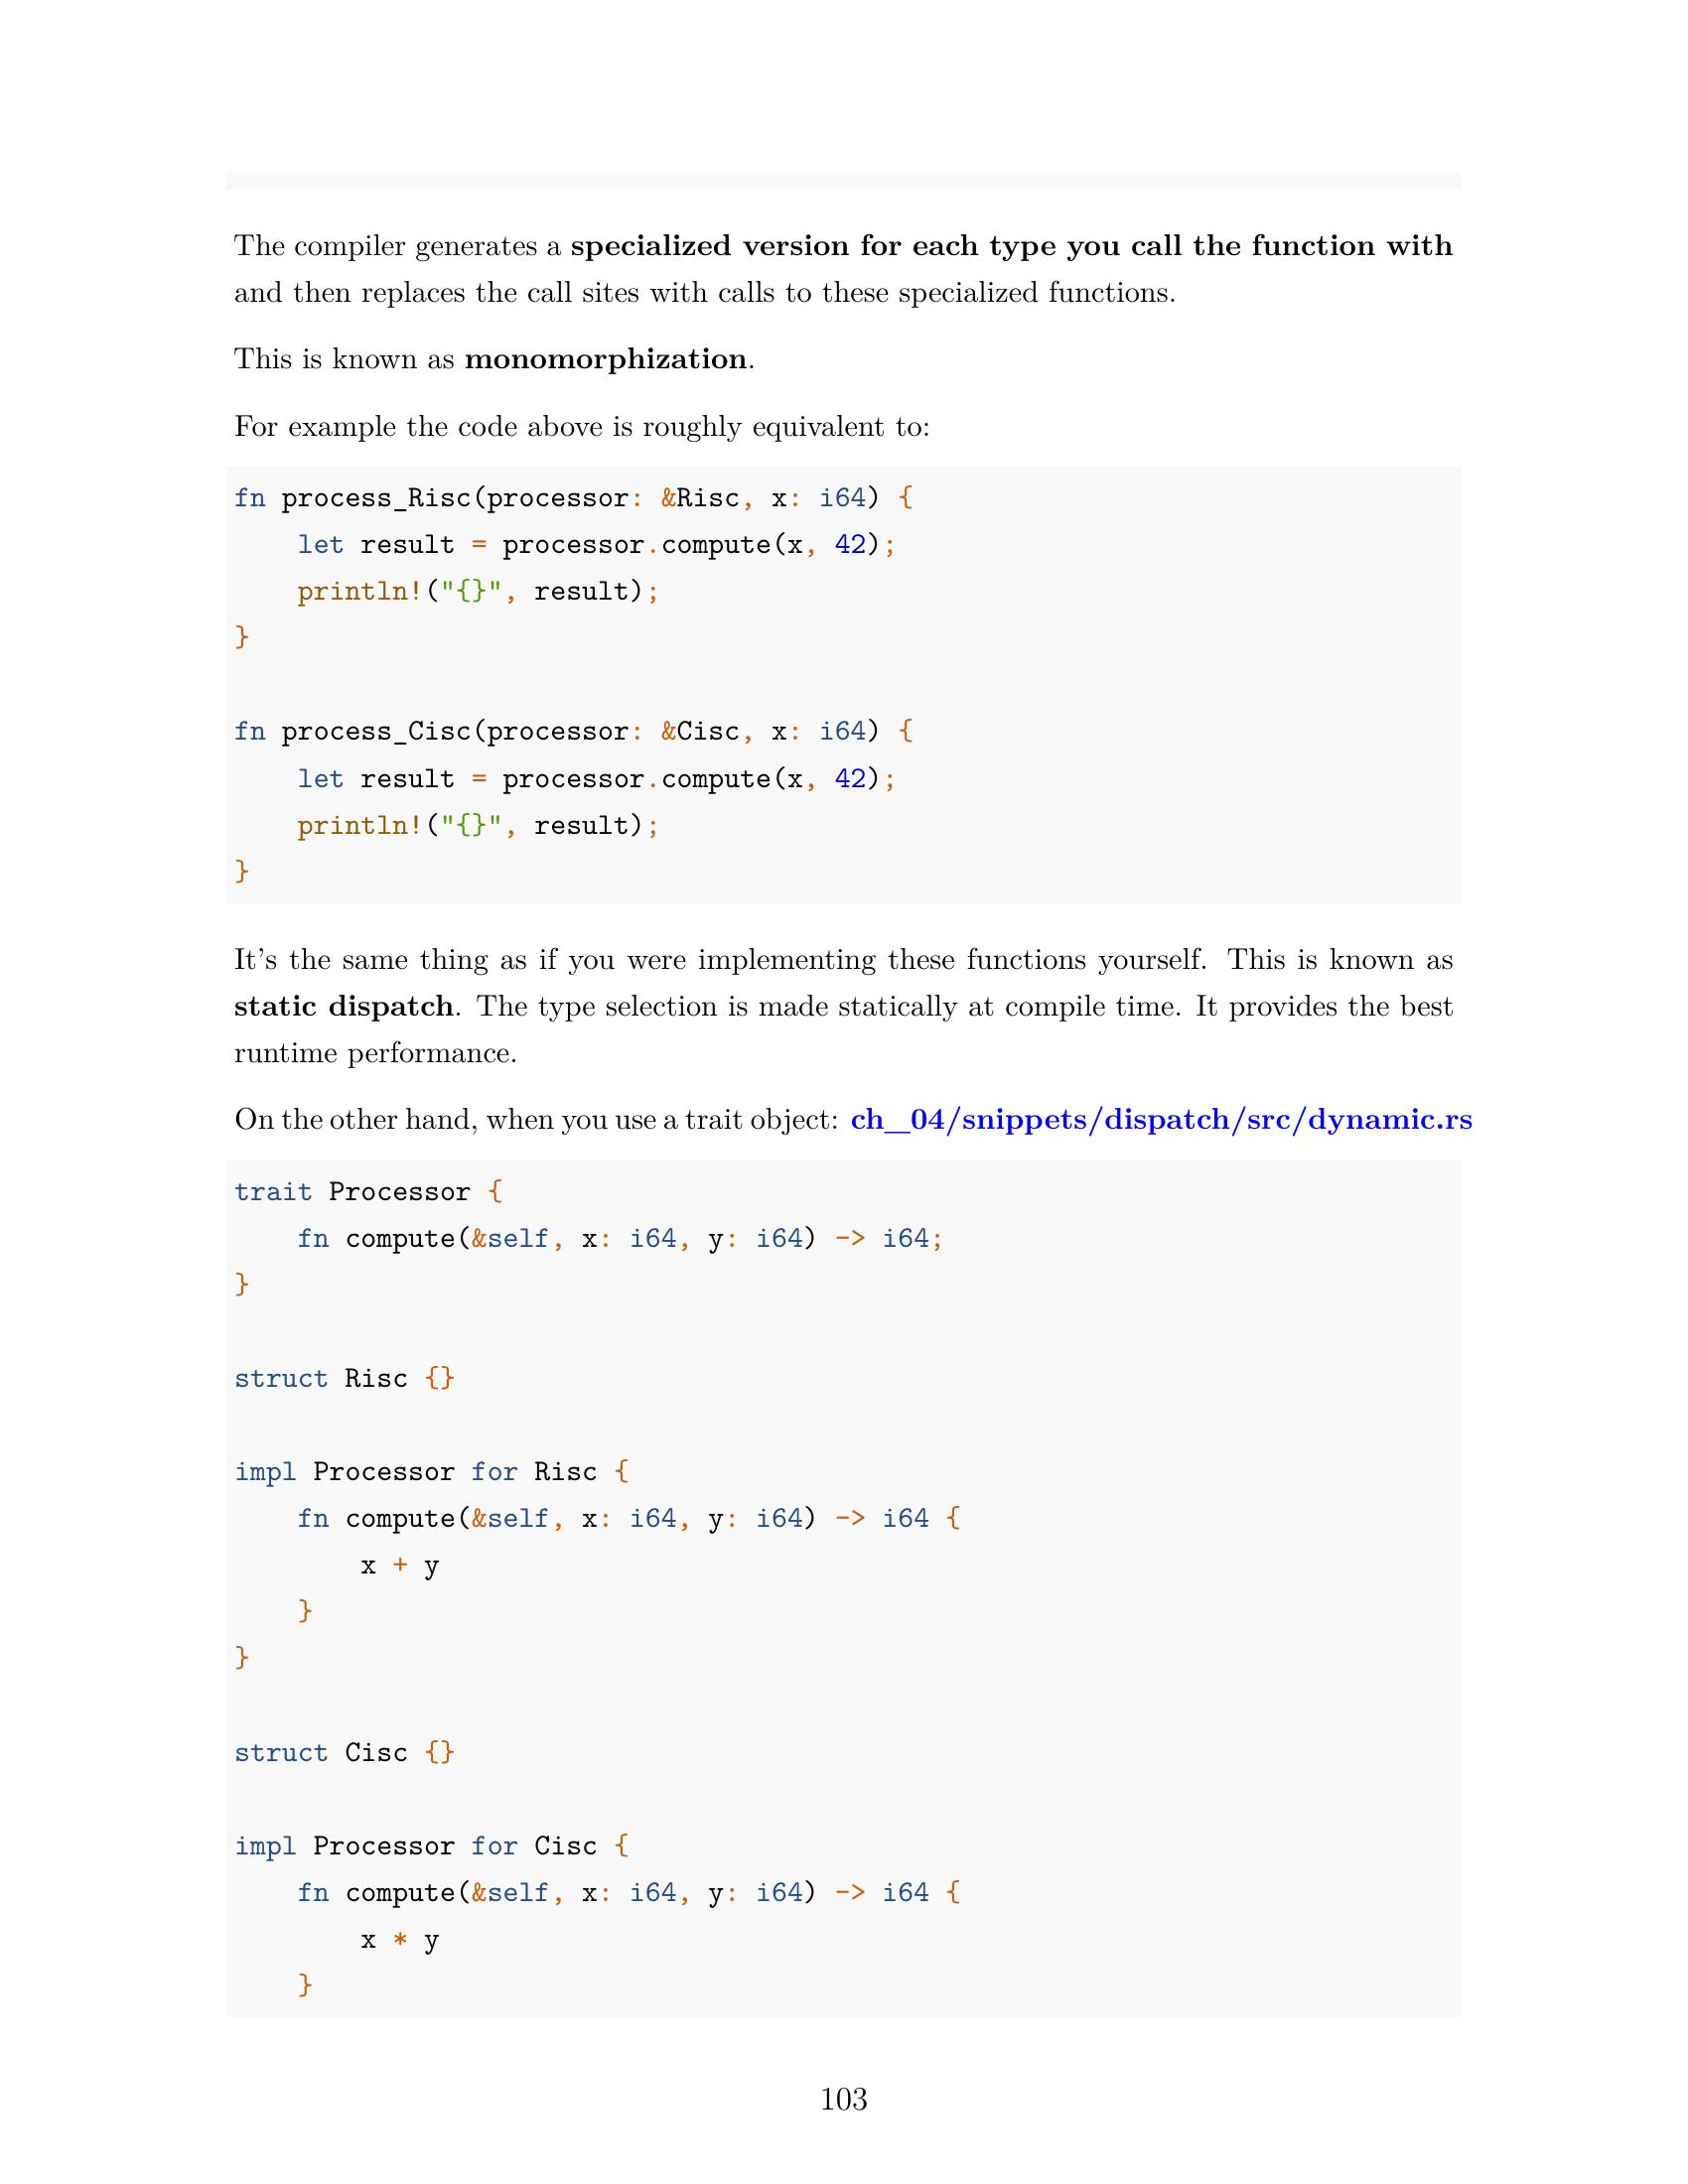 The compiler generates a specialized version for each type you call the function with
and then replaces the call sites with calls to these specialized functions.
This is known as monomorphization.
For example the code above is roughly equivalent to:
fn process_Risc(processor: &Risc, x: i64) {
    let result = processor.compute(x, 42);
    println!("{}", result);
}
fn process_Cisc(processor: &Cisc, x: i64) {
    let result = processor.compute(x, 42);
    println!("{}", result);
}
It's the same thing as if you were implementing these functions yourself. This is known as
static dispatch. The type selection is made statically at compile time. It provides the best
runtime performance.
On the other hand, when you use a trait object: ch_04/snippets/dispatch/src/dynamic.rs
trait Processor {
    fn compute(&self, x: i64, y: i64) -> i64;
}
struct Risc {}
impl Processor for Risc {
    fn compute(&self, x: i64, y: i64) -> i64 {
        x + y
    }
}
struct Cisc {}
impl Processor for Cisc {
    fn compute(&self, x: i64, y: i64) -> i64 {
        x * y
    }
103